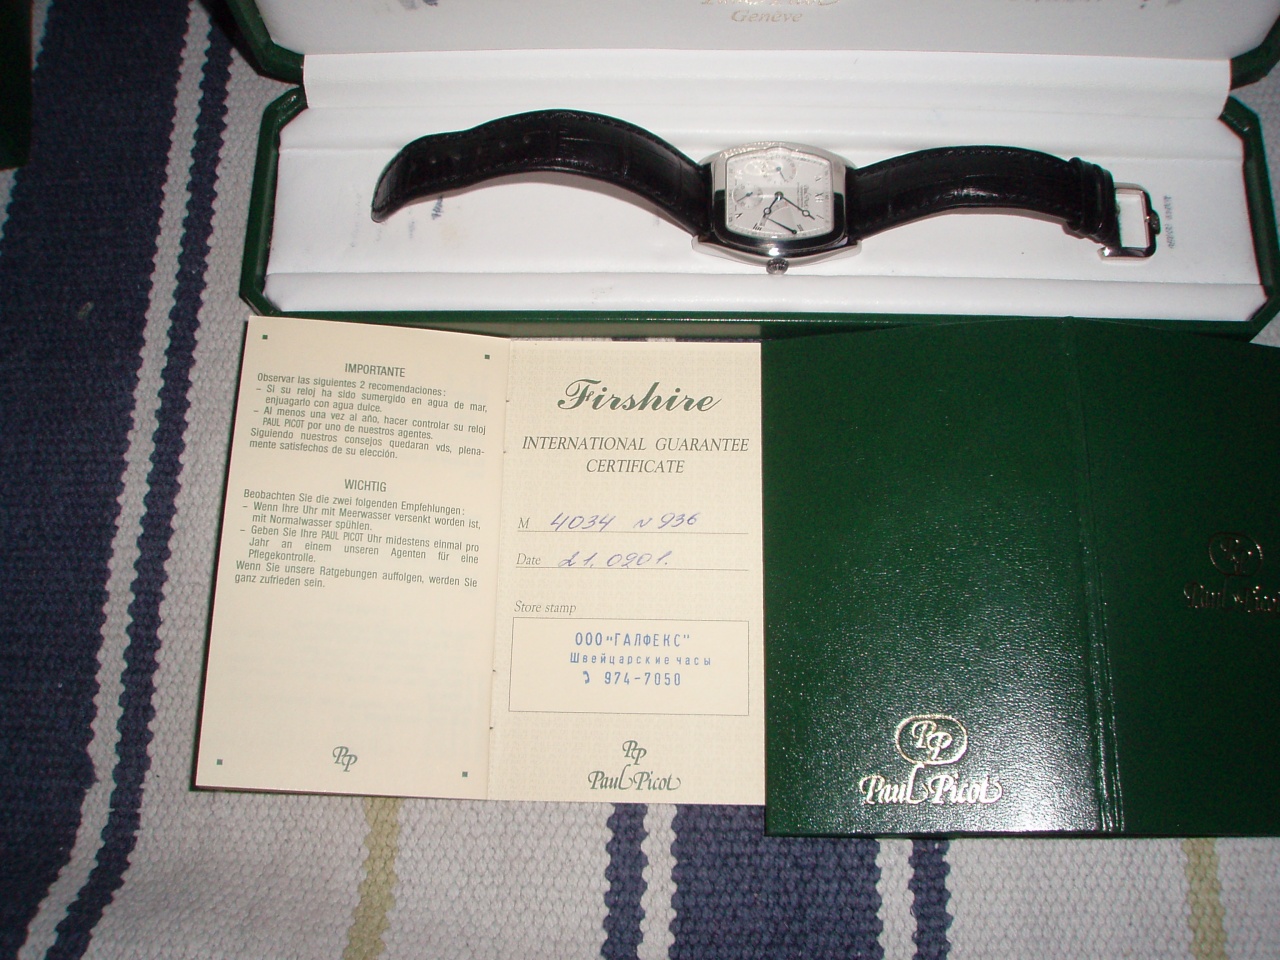 Genève
IMPORTANTE
Observar las siguientes 2 recomendaciones:
– Si su reloj ha sido sumergido en agua de mar,
enjuagarlo con agua dulce.
– Al menos una vez al año, hacer controlar su reloj
PAUL PICOT por uno de nuestros agentes.
Siguiendo nuestros consejos quedaran vds, plena-
mente satisfechos de su elección.
WICHTIG
Beobachten Sie die zwei folgenden Empfehlungen:
– Wenn Ihre Uhr mit Meerwasser versenkt worden ist,
mit Normalwasser spühlen.
– Geben Sie Ihre PAUL PICOT Uhr midestens einmal pro
Jahr an einem unseren Agenten für eine
Pflegekontrolle.
Wenn Sie unsere Ratgebungen auffolgen, werden Sie
ganz zufrieden sein.
PP
Firshire
INTERNATIONAL GUARANTEE
CERTIFICATE
M 4034 N 936
Date 21.0201.
Store stamp
ООО "ГАЛФЕКС"
Швейцарские часы
974-7050
PP
Paul Picot
PP
Paul Picot
PP
Paul